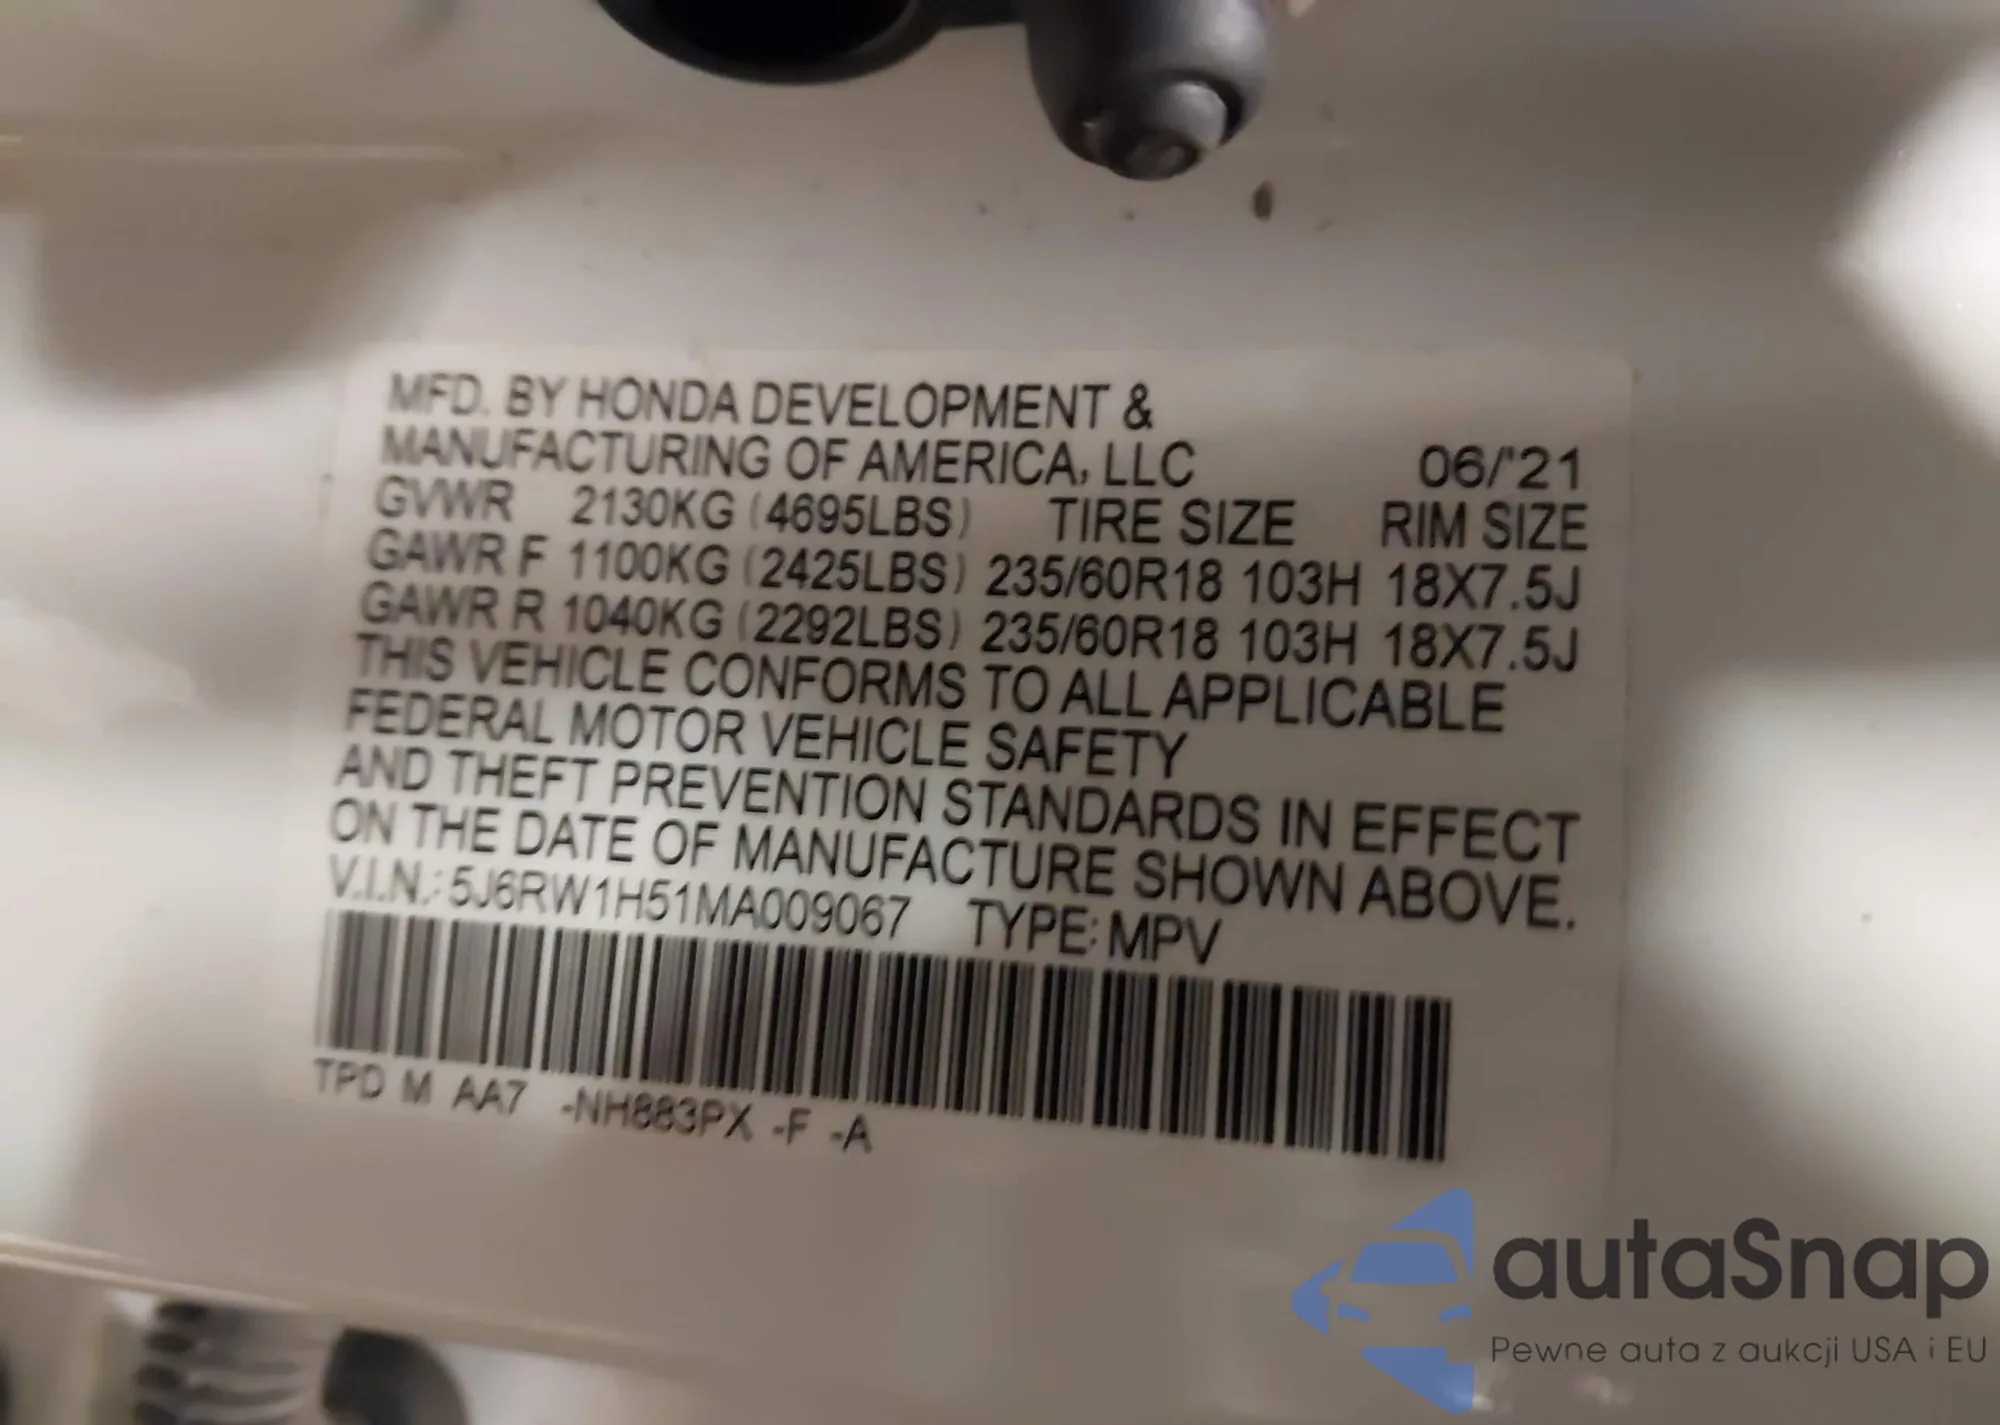 MFD. BY HONDA DEVELOPMENT &
MANUFACTURING OF AMERICA, LLC 06/'21
GVWR 2130KG (4695LBS) TIRE SIZE RIM SIZE
GAWR F 1100KG (2425LBS) 235/60R18 103H 18X7.5J
GAWR R 1040KG (2292LBS) 235/60R18 103H 18X7.5J
THIS VEHICLE CONFORMS TO ALL APPLICABLE
FEDERAL MOTOR VEHICLE SAFETY
AND THEFT PREVENTION STANDARDS IN EFFECT
ON THE DATE OF MANUFACTURE SHOWN ABOVE.
V.I.N.: 5J6RW1H51MA009067 TYPE: MPV
TPD M AA7 -NH883PX -F -A
autaSnap
Pewne auta z aukcji USA i EU